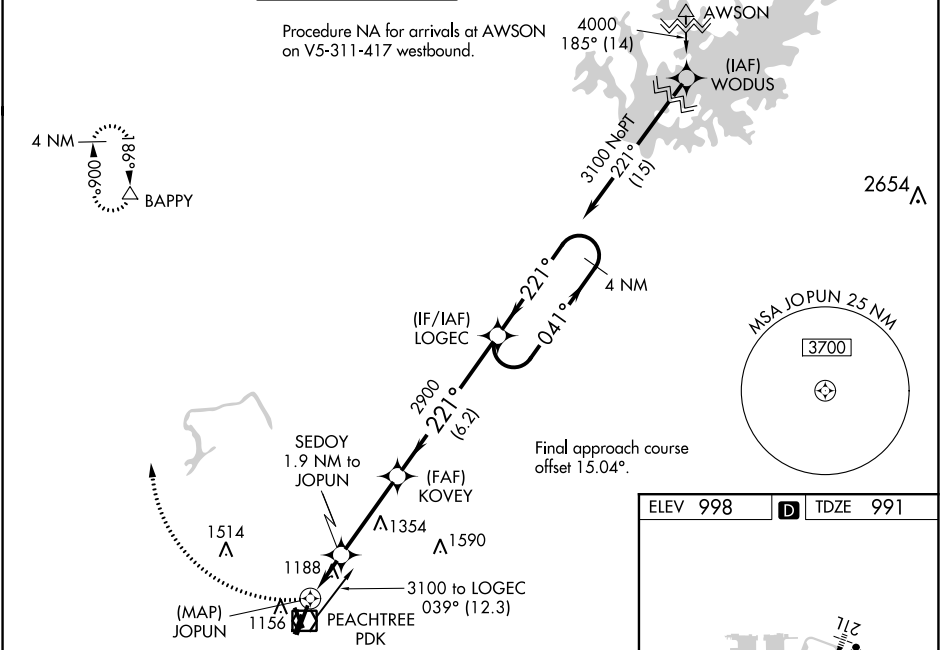 Procedure NA for arrivals at AWSON
on V5-311-417 westbound.
4000
185° (14)
AWSON
(IAF)
WODUS
3100 NoPT
221°
(15)
4 NM
006°
186°
BAPPY
2654
221°
041°
4 NM
(IF/IAF)
LOGEC
MSA JOPUN 25 NM
3700
2900
221°
(6.2)
SEDOY
1.9 NM to
JOPUN
(FAF)
KOVEY
Final approach course
offset 15.04°.
1514
1354
1590
1188
3100 to LOGEC
039° (12.3)
(MAP)
JOPUN
1156
PEACHTREE
PDK
ELEV 998
D
TDZE 991
21L